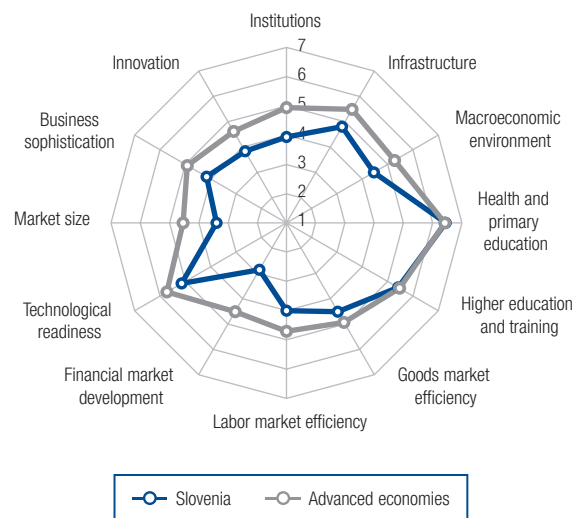 Institutions
Infrastructure
Macroeconomic
environment
Health and
primary
education
Higher education
and training
Goods market
efficiency
Labor market efficiency
Financial market
development
Technological
readiness
Market size
Business
sophistication
Innovation
7
6
5
4
3
2
1
Slovenia
Advanced economies